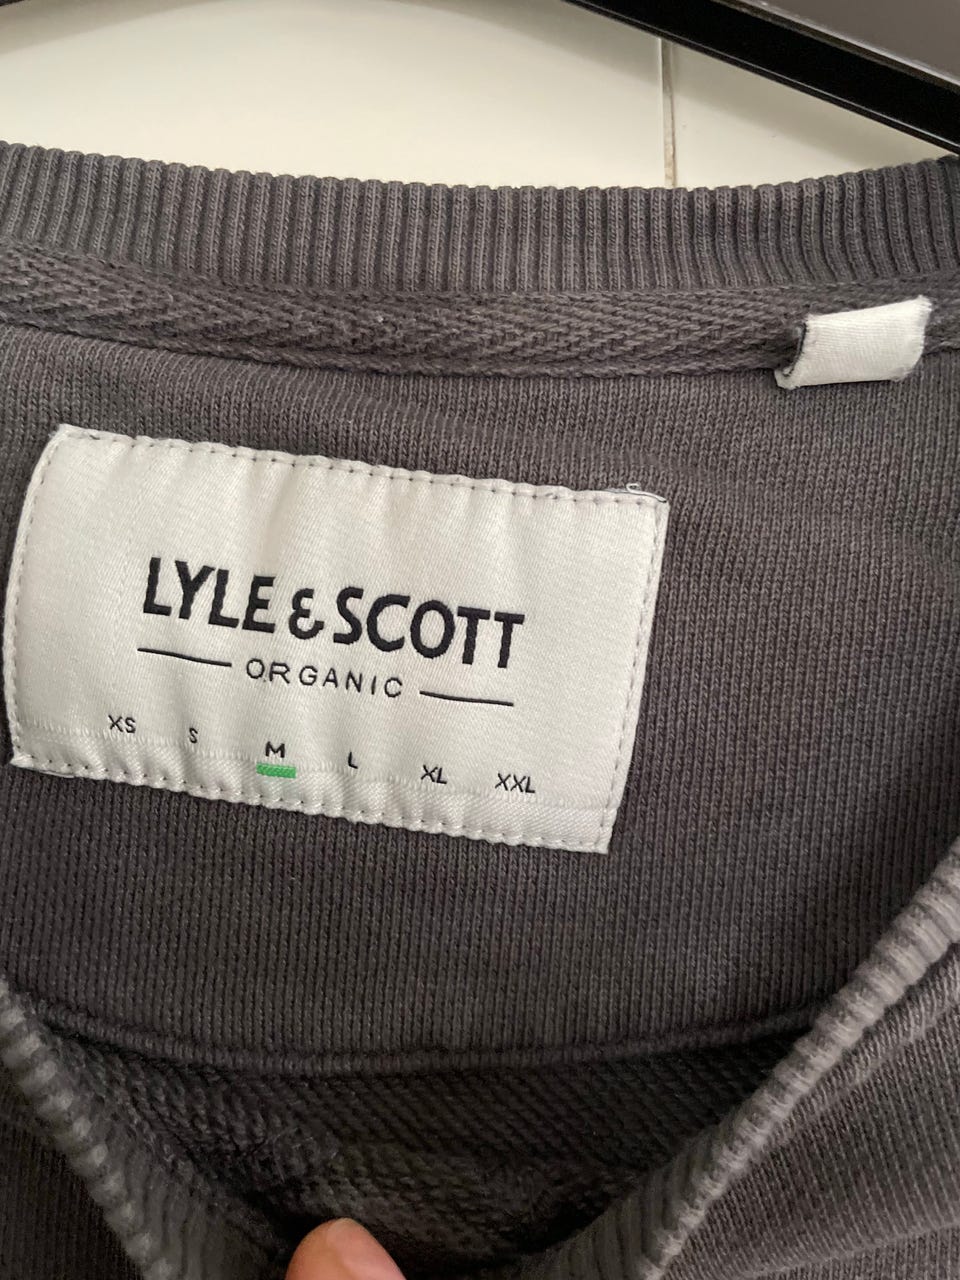 LYLE & SCOTT
ORGANIC
XS S M L XL XXL